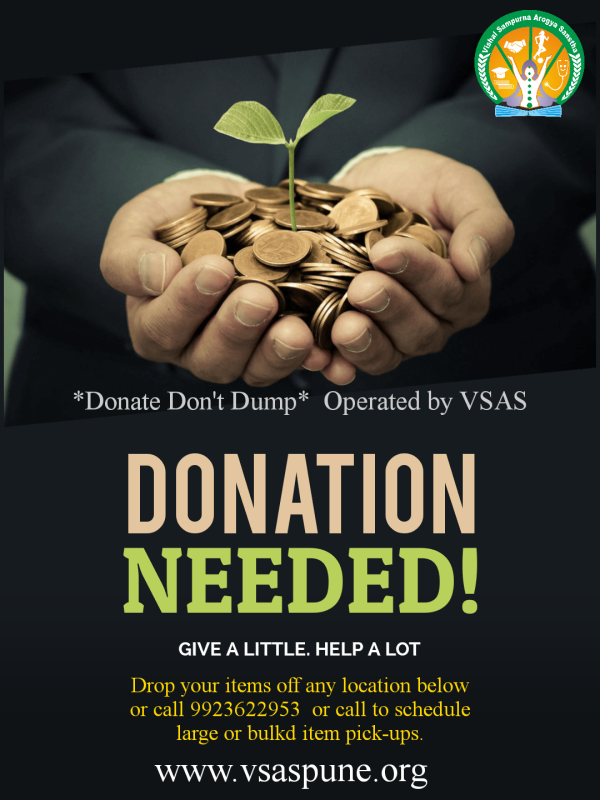 Vishal Sampurna Arogya Sanstha
*Donate Don't Dump*  Operated by VSAS
DONATION
NEEDED!
GIVE A LITTLE. HELP A LOT
Drop your items off any location below
or call 9923622953  or call to schedule
large or bulkd item pick-ups.
www.vsaspune.org